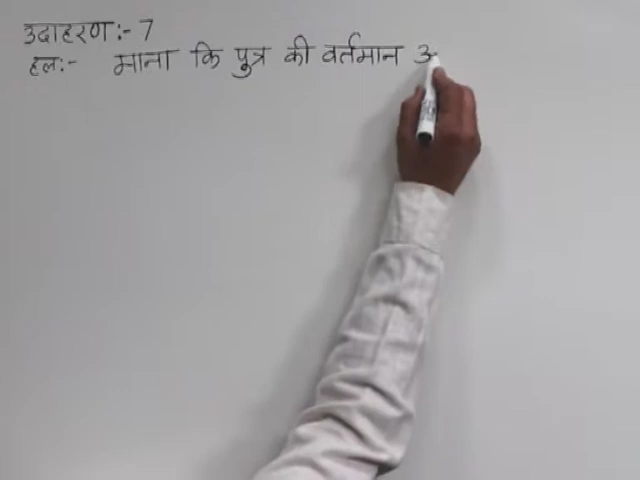 उदाहरण:- 7
हल:- माना कि पुत्र की वर्तमान